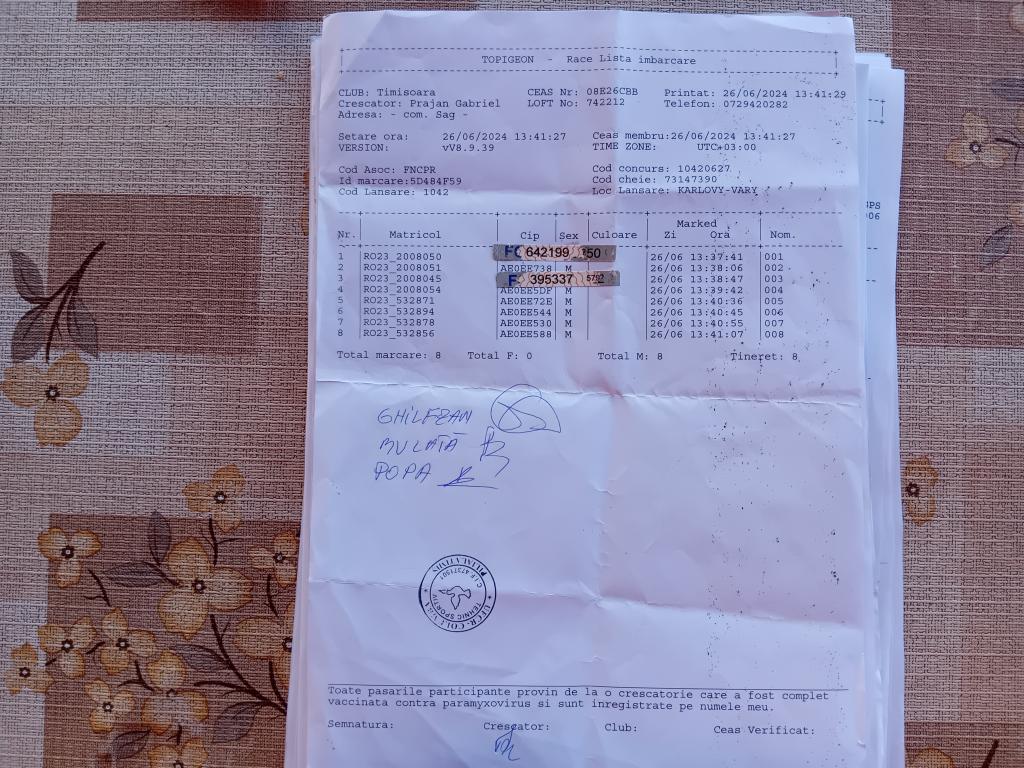 TOPIGEON - Race Lista imbarcare
CLUB: Timisoara CEAS Nr: 08E26CBB Printat: 26/06/2024 13:41:29
Crescator: Prajan Gabriel LOFT No: 742212 Telefon: 0729420282
Adresa: - com. Sag -
Setare ora: 26/06/2024 13:41:27 Ceas membru:26/06/2024 13:41:27
VERSION: vV8.9.39 TIME ZONE: UTC+03:00
Cod Asoc: FNCPR Cod concurs: 10420627
Id marcare:5D484F59 Cod cheie: 73147390
Cod Lansare: 1042 Loc Lansare: KARLOVY-VARY
Marked
Nr. Matricol Cip Sex Culoare Zi Ora Nom.
1 RO23_2008050 642199 26/06 13:37:41 001
2 RO23_2008051 AE0EE738 M 26/06 13:38:06 002
3 RO23_2008045 395337 26/06 13:38:47 003
4 RO23_2008054 AE0EE5DF M 26/06 13:39:42 004
5 RO23_532871 AE0EE72E M 26/06 13:40:36 005
6 RO23_532894 AE0EE544 M 26/06 13:40:45 006
7 RO23_532878 AE0EE530 M 26/06 13:40:55 007
8 RO23_532856 AE0EE588 M 26/06 13:41:07 008
Total marcare: 8 Total F: 0 Total M: 8 Tineret: 8
GHILEZAN
BULATA
POPA
Toate pasarile participante provin de la o crescatorie care a fost complet
vaccinata contra paramyxovirus si sunt inregistrate pe numele meu.
Semnatura: Crescator: Club: Ceas Verificat: